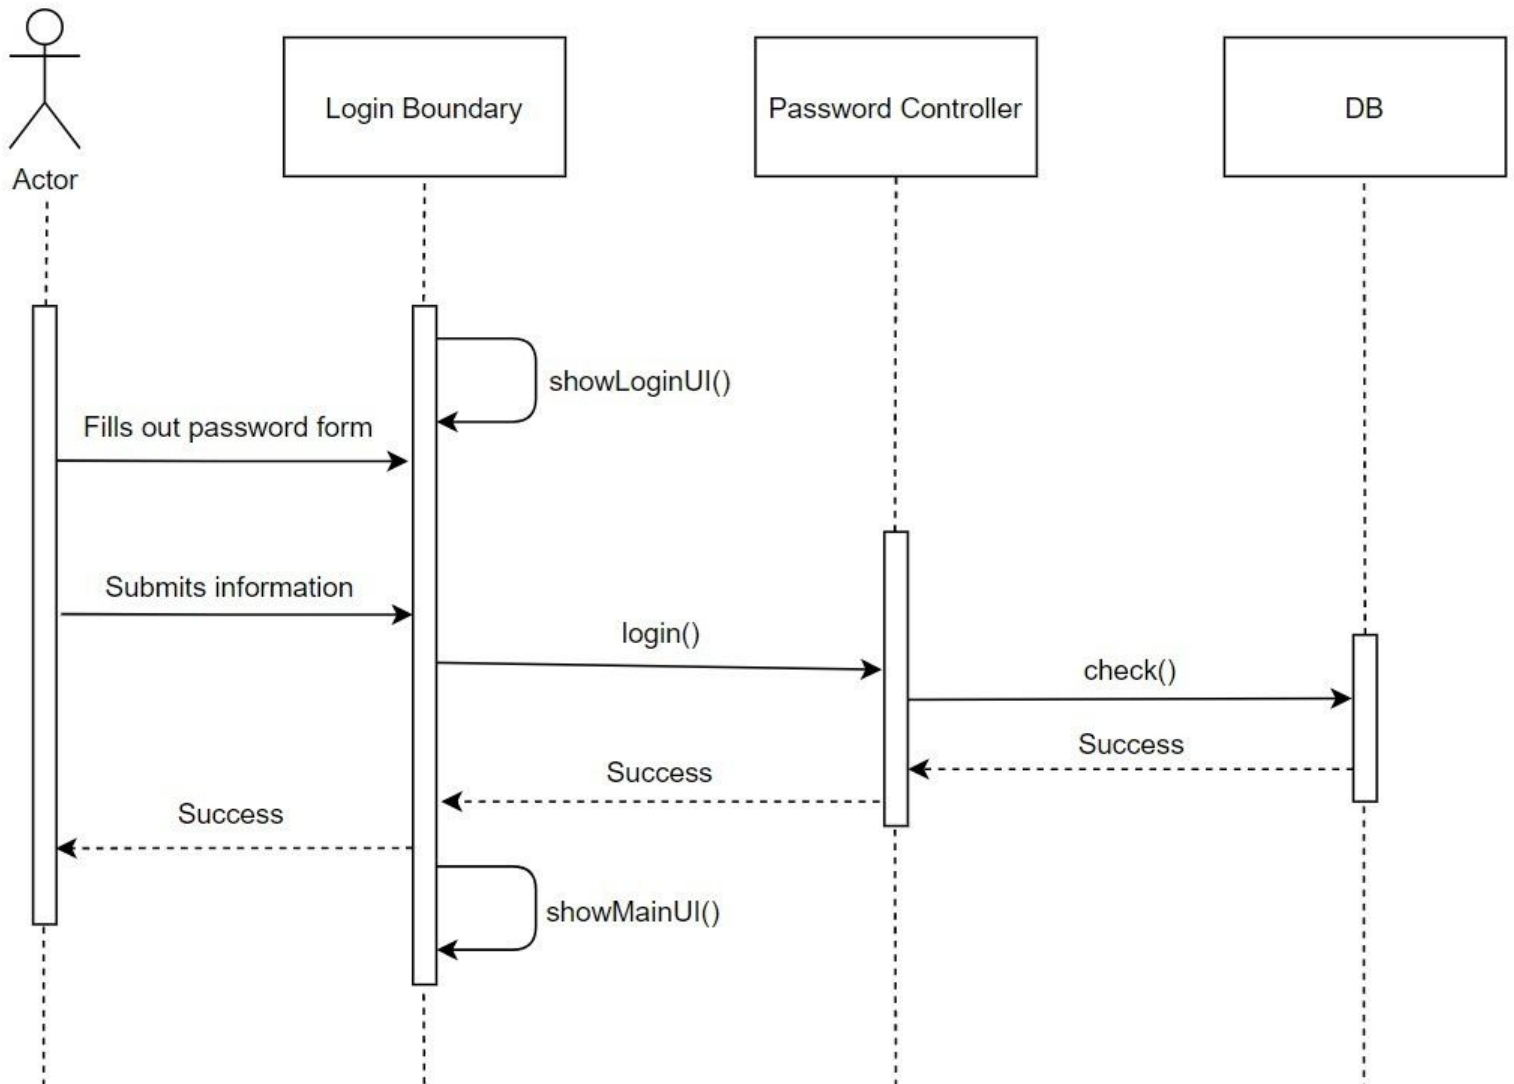 Actor
Login Boundary
Password Controller
DB
showLoginUI()
Fills out password form
Submits information
login()
check()
Success
Success
Success
showMainUI()